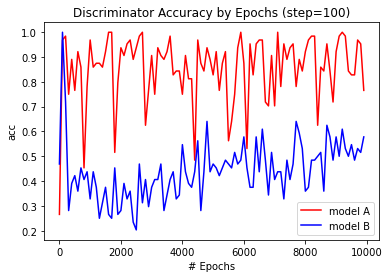 Discriminator Accuracy by Epochs (step=100)
1.0
0.9
0.8
0.7
0.6
0.5
0.4
0.3
0.2
acc
model A
model B
0 2000 4000 6000 8000 10000
# Epochs